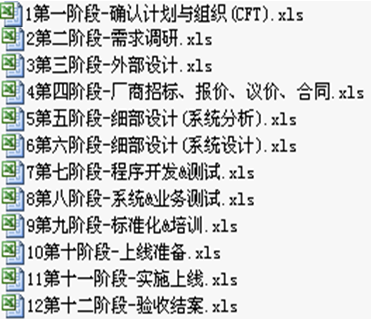 1第一阶段-确认计划与组织(CFT).xls
2第二阶段-需求调研.xls
3第三阶段-外部设计.xls
4第四阶段-厂商招标、报价、议价、合同.xls
5第五阶段-细部设计(系统分析).xls
6第六阶段-细部设计(系统设计).xls
7第七阶段-程序开发&测试.xls
8第八阶段-系统&业务测试.xls
9第九阶段-标准化&培训.xls
10第十阶段-上线准备.xls
11第十一阶段-实施上线.xls
12第十二阶段-验收结案.xls